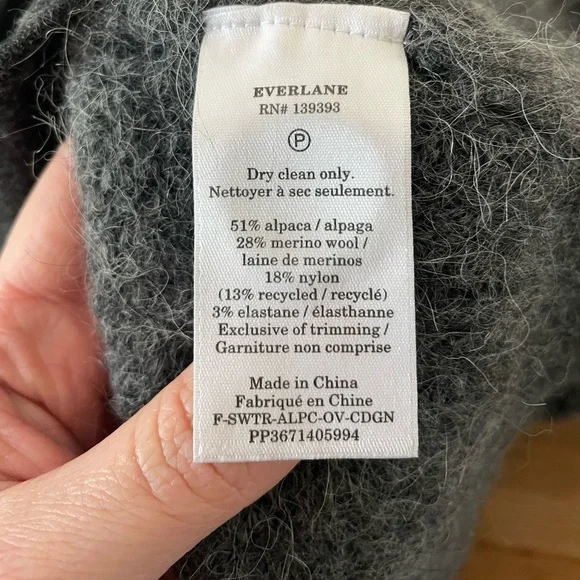 EVERLANE
RN# 139393
P
Dry clean only.
Nettoyer à sec seulement.
51% alpaca / alpaga
28% merino wool /
laine de merinos
18% nylon
(13% recycled / recyclé)
3% elastane / élasthanne
Exclusive of trimming /
Garniture non comprise
Made in China
Fabriqué en Chine
F-SWTR-ALPC-OV-CDGN
PP3671405994